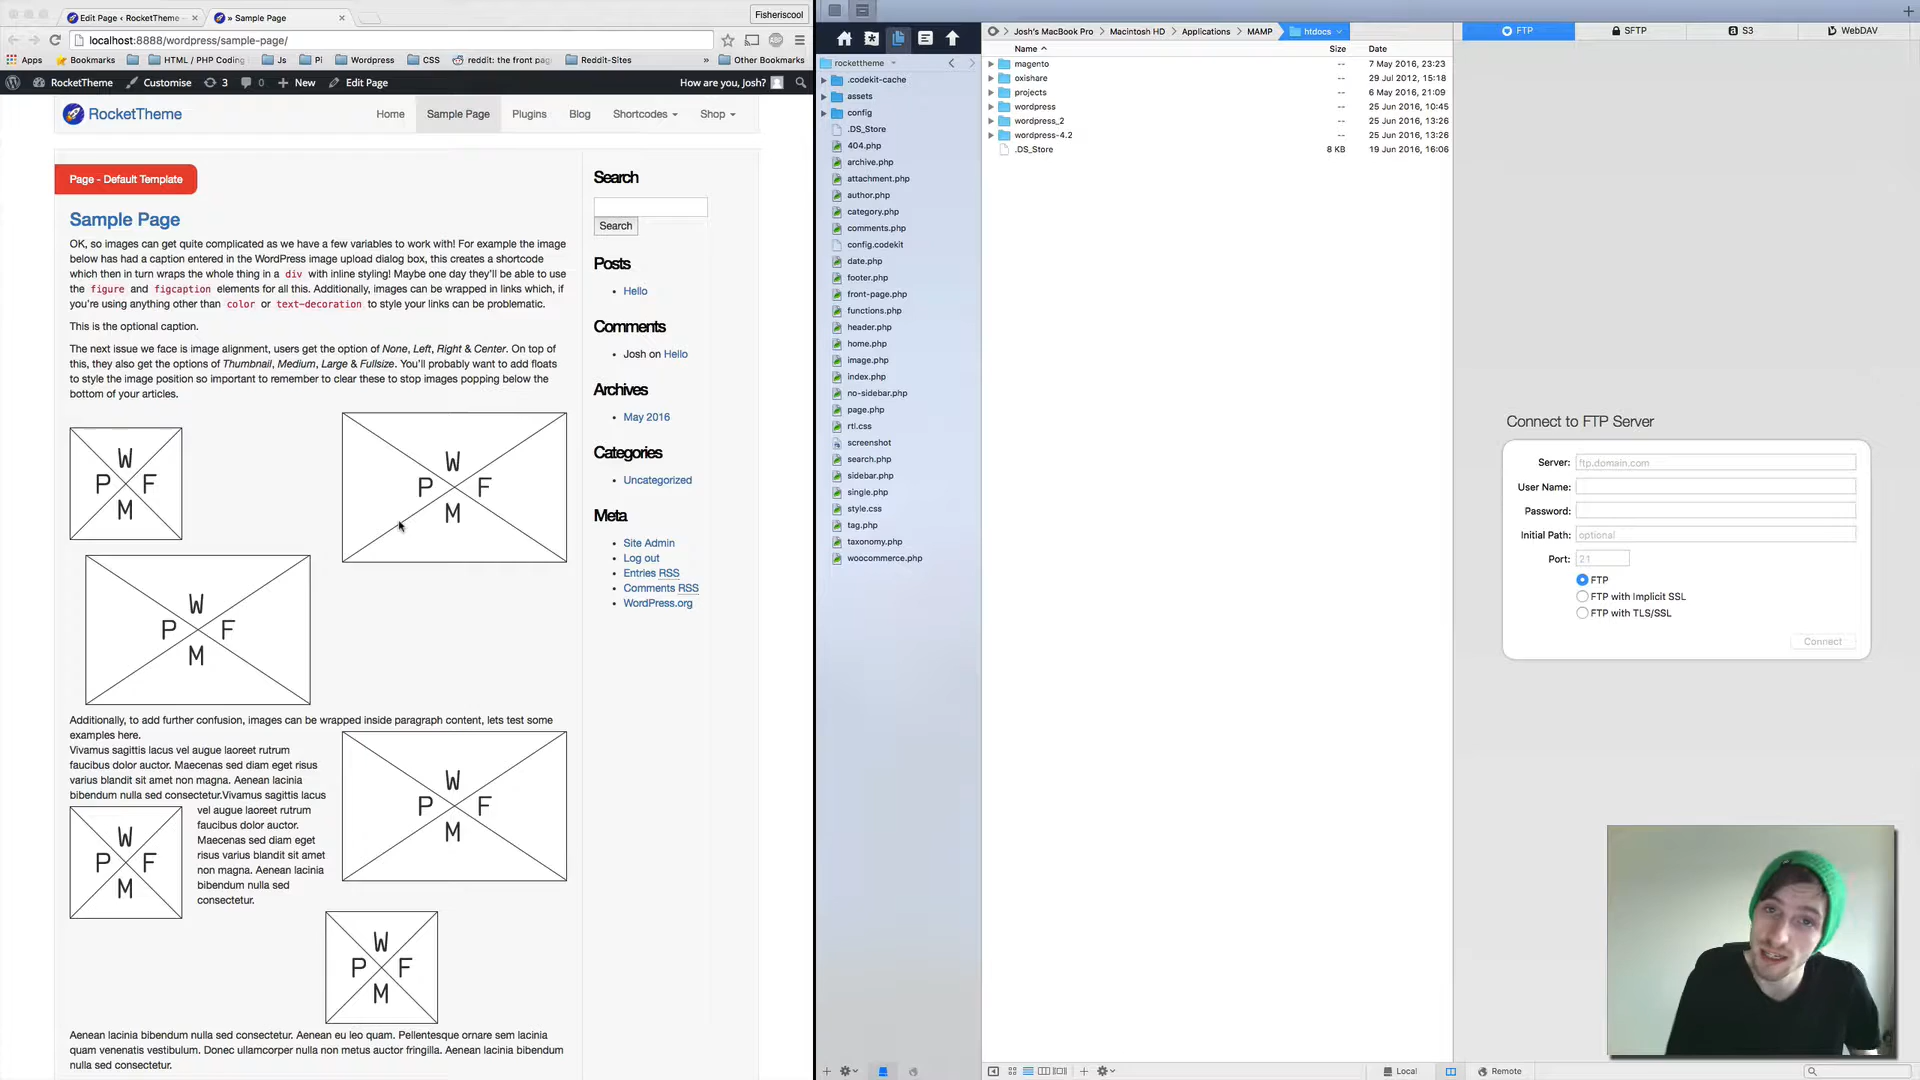 Edit Page ‹ RocketTheme
» Sample Page
Fisheriscool
localhost:8888/wordpress/sample-page/
Apps Bookmarks HTML / PHP Coding Js Pi Wordpress CSS reddit: the front pag Reddit-Sites » Other Bookmarks
RocketTheme Customise 3 0 New Edit Page How are you, Josh?
RocketTheme
Home Sample Page Plugins Blog Shortcodes Shop
Page - Default Template
Sample Page
OK, so images can get quite complicated as we have a few variables to work with! For example the image
below has had a caption entered in the WordPress image upload dialog box, this creates a shortcode
which then in turn wraps the whole thing in a div with inline styling! Maybe one day they'll be able to use
the figure and figcaption elements for all this. Additionally, images can be wrapped in links which, if
you're using anything other than color or text-decoration to style your links can be problematic.
This is the optional caption.
The next issue we face is image alignment, users get the option of None, Left, Right & Center. On top of
this, they also get the options of Thumbnail, Medium, Large & Fullsize. You'll probably want to add floats
to style the image position so important to remember to clear these to stop images popping below the
bottom of your articles.
W
P F
M
W
P F
M
W
P F
M
Additionally, to add further confusion, images can be wrapped inside paragraph content, lets test some
examples here.
Vivamus sagittis lacus vel augue laoreet rutrum
faucibus dolor auctor. Maecenas sed diam eget risus
varius blandit sit amet non magna. Aenean lacinia
bibendum nulla sed consectetur.Vivamus sagittis lacus
vel augue laoreet rutrum
faucibus dolor auctor.
Maecenas sed diam eget
risus varius blandit sit amet
non magna. Aenean lacinia
bibendum nulla sed
consectetur.
W
P F
M
W
P F
M
W
P F
M
Aenean lacinia bibendum nulla sed consectetur. Aenean eu leo quam. Pellentesque ornare sem lacinia
quam venenatis vestibulum. Donec ullamcorper nulla non metus auctor fringilla. Aenean lacinia bibendum
nulla sed consectetur.
Search
Search
Posts
Hello
Comments
Josh on Hello
Archives
May 2016
Categories
Uncategorized
Meta
Site Admin
Log out
Entries RSS
Comments RSS
WordPress.org
rockettheme
.codekit-cache
assets
config
.DS_Store
404.php
archive.php
attachment.php
author.php
category.php
comments.php
config.codekit
date.php
footer.php
front-page.php
functions.php
header.php
home.php
image.php
index.php
no-sidebar.php
page.php
rtl.css
screenshot
search.php
sidebar.php
single.php
style.css
tag.php
taxonomy.php
woocommerce.php
Josh's MacBook Pro Macintosh HD Applications MAMP htdocs
Name Size Date
magento -- 7 May 2016, 23:23
oxishare -- 29 Jul 2012, 15:18
projects -- 6 May 2016, 21:09
wordpress -- 25 Jun 2016, 10:45
wordpress_2 -- 25 Jun 2016, 13:26
wordpress-4.2 -- 25 Jun 2016, 13:26
.DS_Store 8 KB 19 Jun 2016, 16:06
Local Remote
FTP SFTP S3 WebDAV
Connect to FTP Server
Server: ftp.domain.com
User Name:
Password:
Initial Path: optional
Port: 21
FTP
FTP with Implicit SSL
FTP with TLS/SSL
Connect